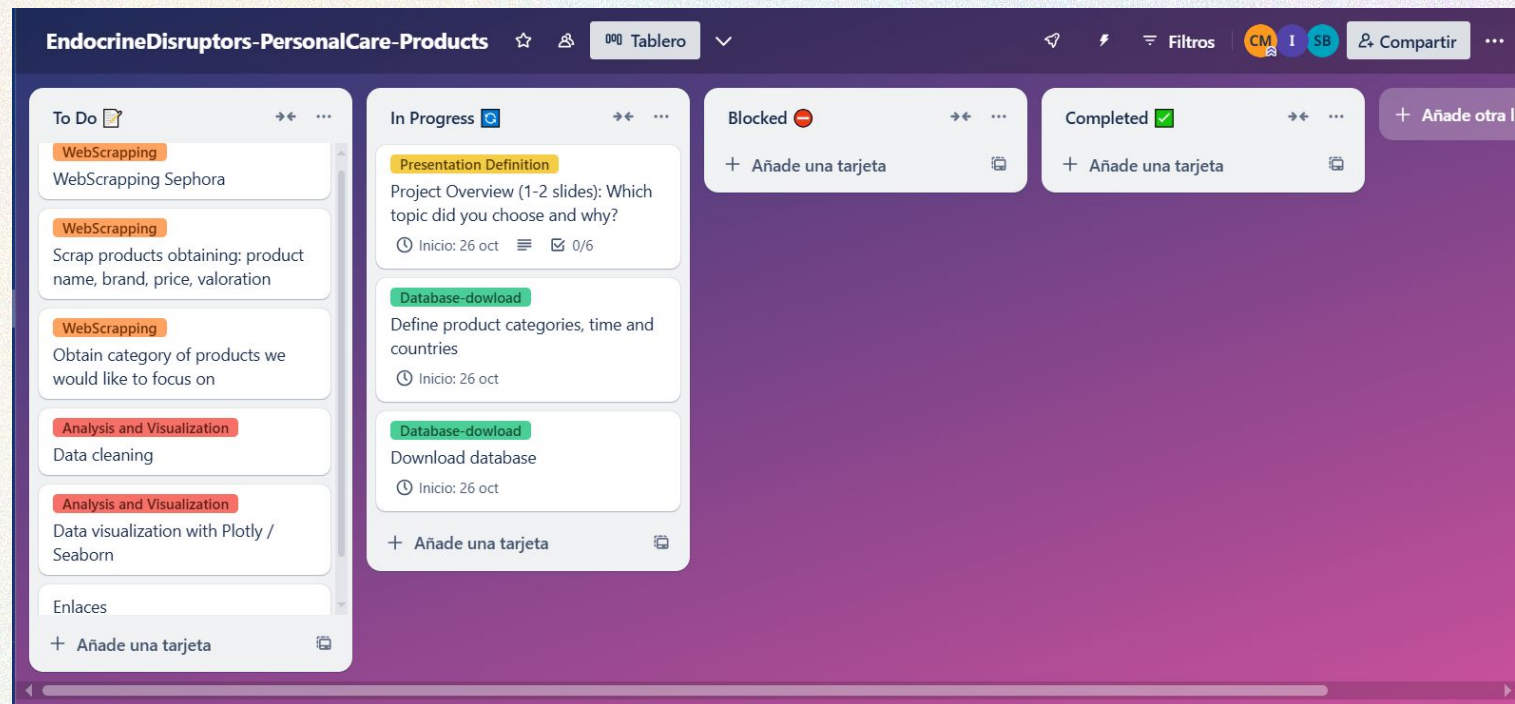 EndocrineDisruptors-PersonalCare-Products
Tablero
Filtros
CM
I
SB
Compartir
To Do
WebScrapping
WebScrapping Sephora
WebScrapping
Scrap products obtaining: product
name, brand, price, valoration
WebScrapping
Obtain category of products we
would like to focus on
Analysis and Visualization
Data cleaning
Analysis and Visualization
Data visualization with Plotly /
Seaborn
Enlaces
+ Añade una tarjeta
In Progress
Presentation Definition
Project Overview (1-2 slides): Which
topic did you choose and why?
Inicio: 26 oct
0/6
Database-dowload
Define product categories, time and
countries
Inicio: 26 oct
Database-dowload
Download database
Inicio: 26 oct
+ Añade una tarjeta
Blocked
+ Añade una tarjeta
Completed
+ Añade una tarjeta
+ Añade otra l